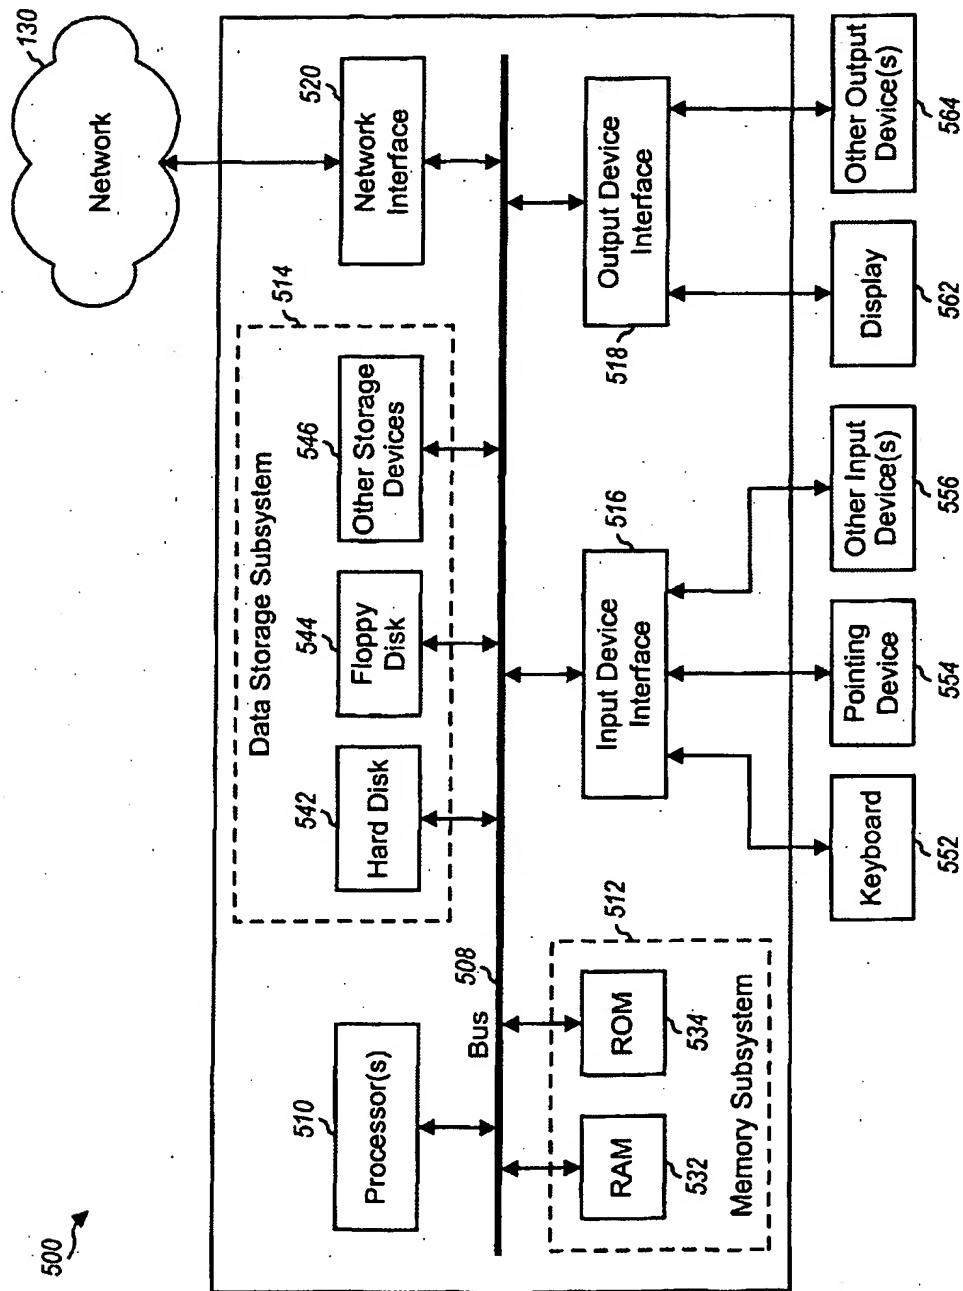 500
130
Network
510
Processor(s)
Data Storage Subsystem
514
542
Hard Disk
544
Floppy
Disk
546
Other Storage
Devices
520
Network
Interface
Bus
508
RAM
532
ROM
534
512
Memory Subsystem
Input Device
Interface
516
Output Device
Interface
518
Keyboard
552
Pointing
Device
554
Other Input
Device(s)
556
Display
562
Other Output
Device(s)
564